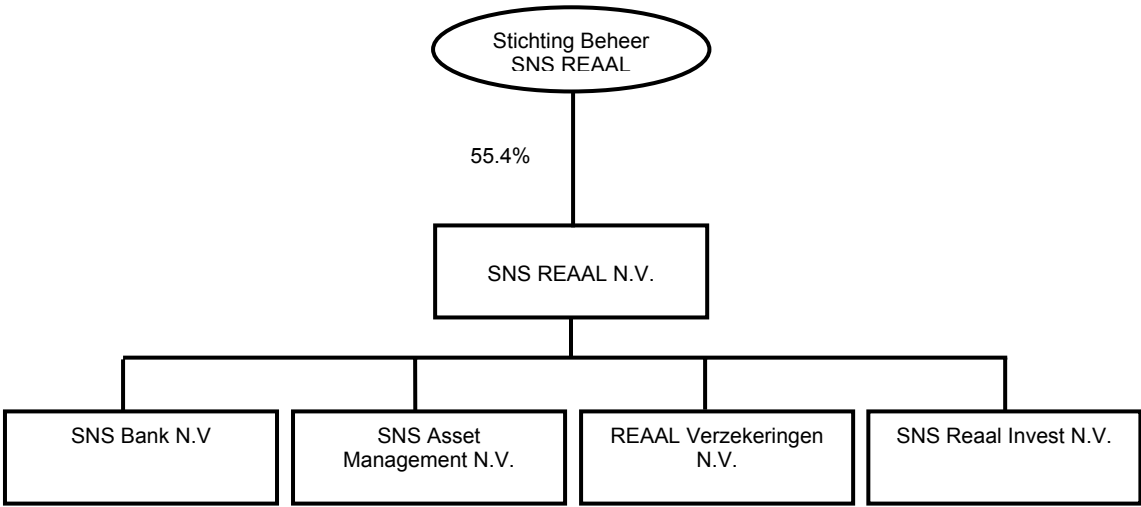 Stichting Beheer
SNS REAAL
55.4%
SNS REAAL N.V.
SNS Bank N.V
SNS Asset
Management N.V.
REAAL Verzekeringen
N.V.
SNS Reaal Invest N.V.